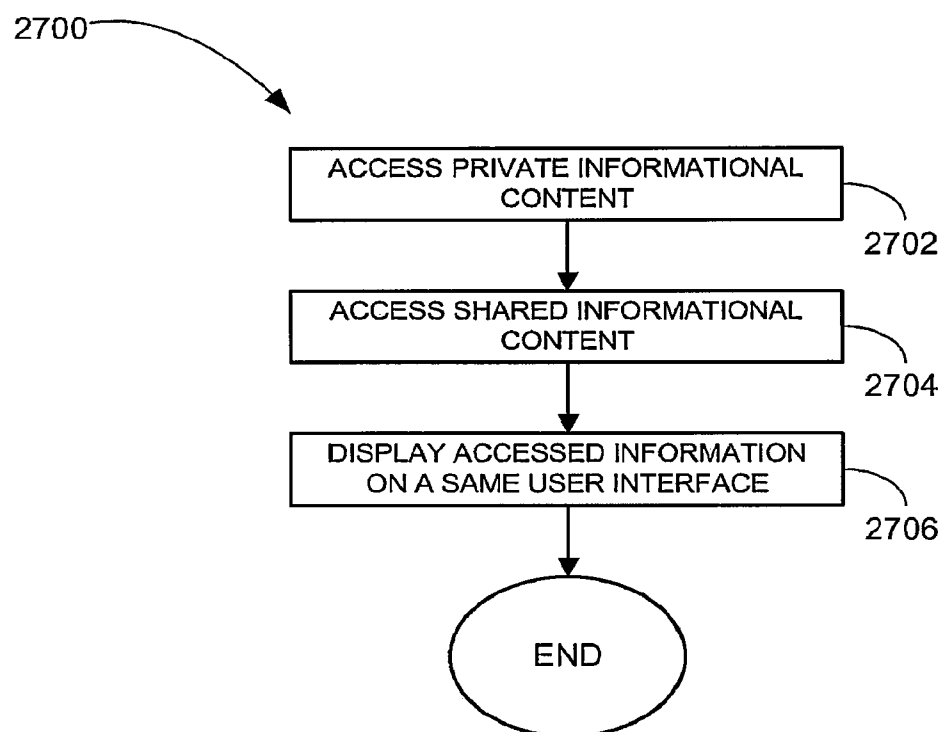 2700
ACCESS PRIVATE INFORMATIONAL
CONTENT
2702
ACCESS SHARED INFORMATIONAL
CONTENT
2704
DISPLAY ACCESSED INFORMATION
ON A SAME USER INTERFACE
2706
END